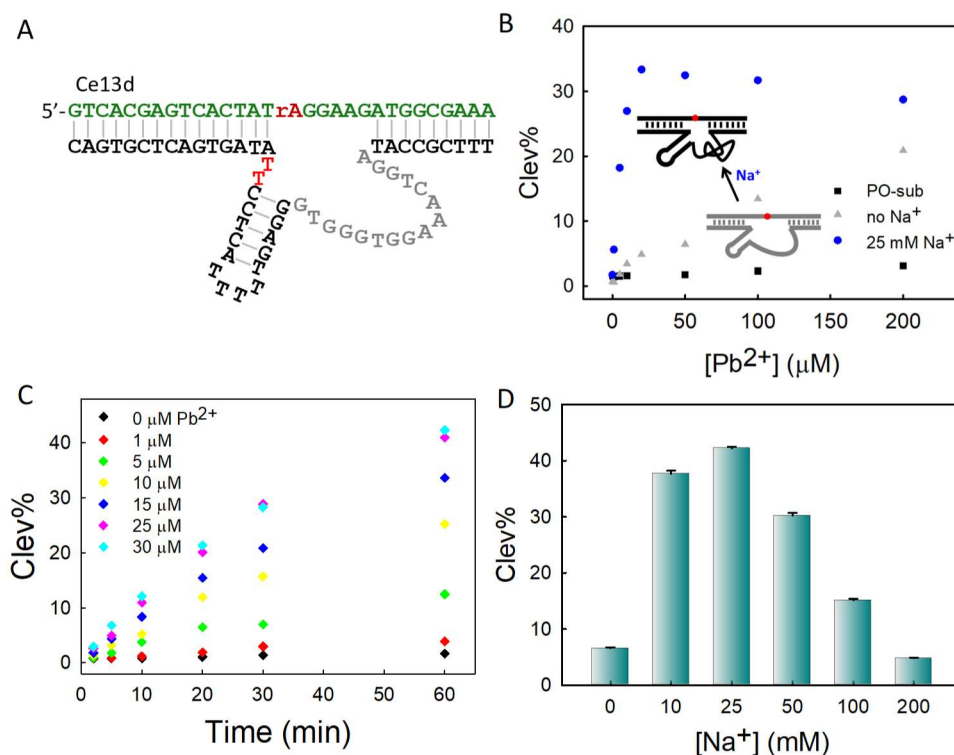 A
Ce13d
5'-GTCACGAGTCACTATrAGGAAGATGGCGAAA
CAGTGCTCAGTGATA TACCGCTTT
TT
GTGGGTGGAAACTGGA
B
Clev%
40
30
20
10
0
Na⁺
PO-sub
no Na⁺
25 mM Na⁺
0 50 100 150 200
[Pb²⁺] (μM)
C
Clev%
40
30
20
10
0
0 μM Pb²⁺
1 μM
5 μM
10 μM
15 μM
25 μM
30 μM
0 10 20 30 40 50 60
Time (min)
D
Clev%
50
40
30
20
10
0
0 10 25 50 100 200
[Na⁺] (mM)